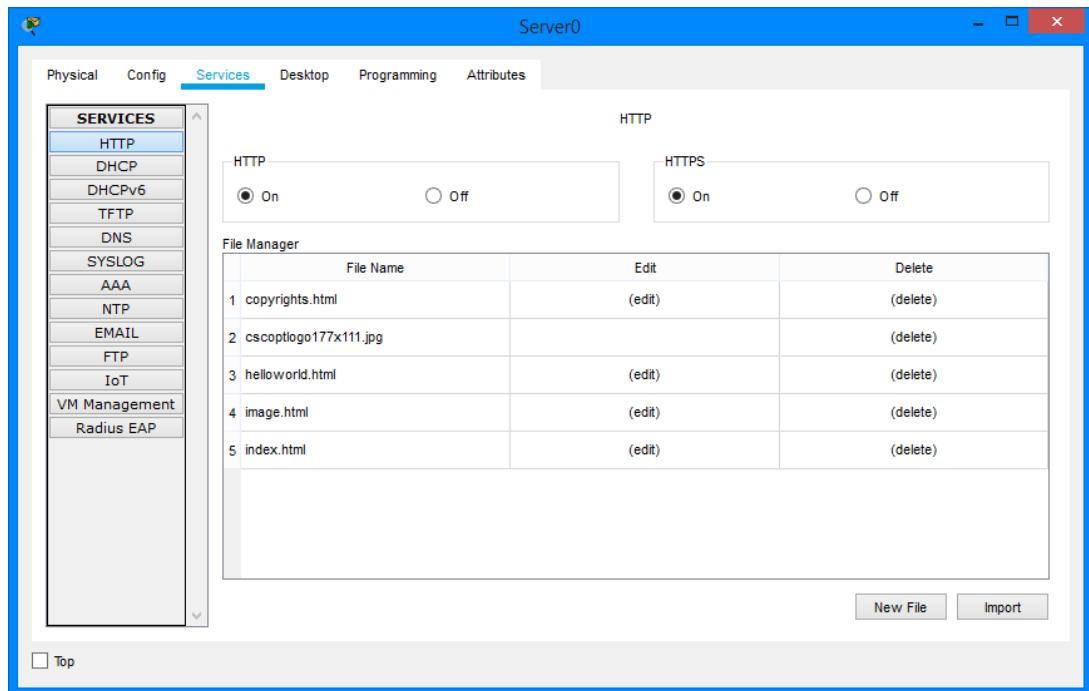 Server0
Physical Config Services Desktop Programming Attributes
SERVICES
HTTP
DHCP
DHCPv6
TFTP
DNS
SYSLOG
AAA
NTP
EMAIL
FTP
IoT
VM Management
Radius EAP
HTTP
HTTP HTTPS
On Off On Off
File Manager
File Name Edit Delete
1 copyrights.html (edit) (delete)
2 cscoptlogo177x111.jpg (delete)
3 helloworld.html (edit) (delete)
4 image.html (edit) (delete)
5 index.html (edit) (delete)
New File Import
Top